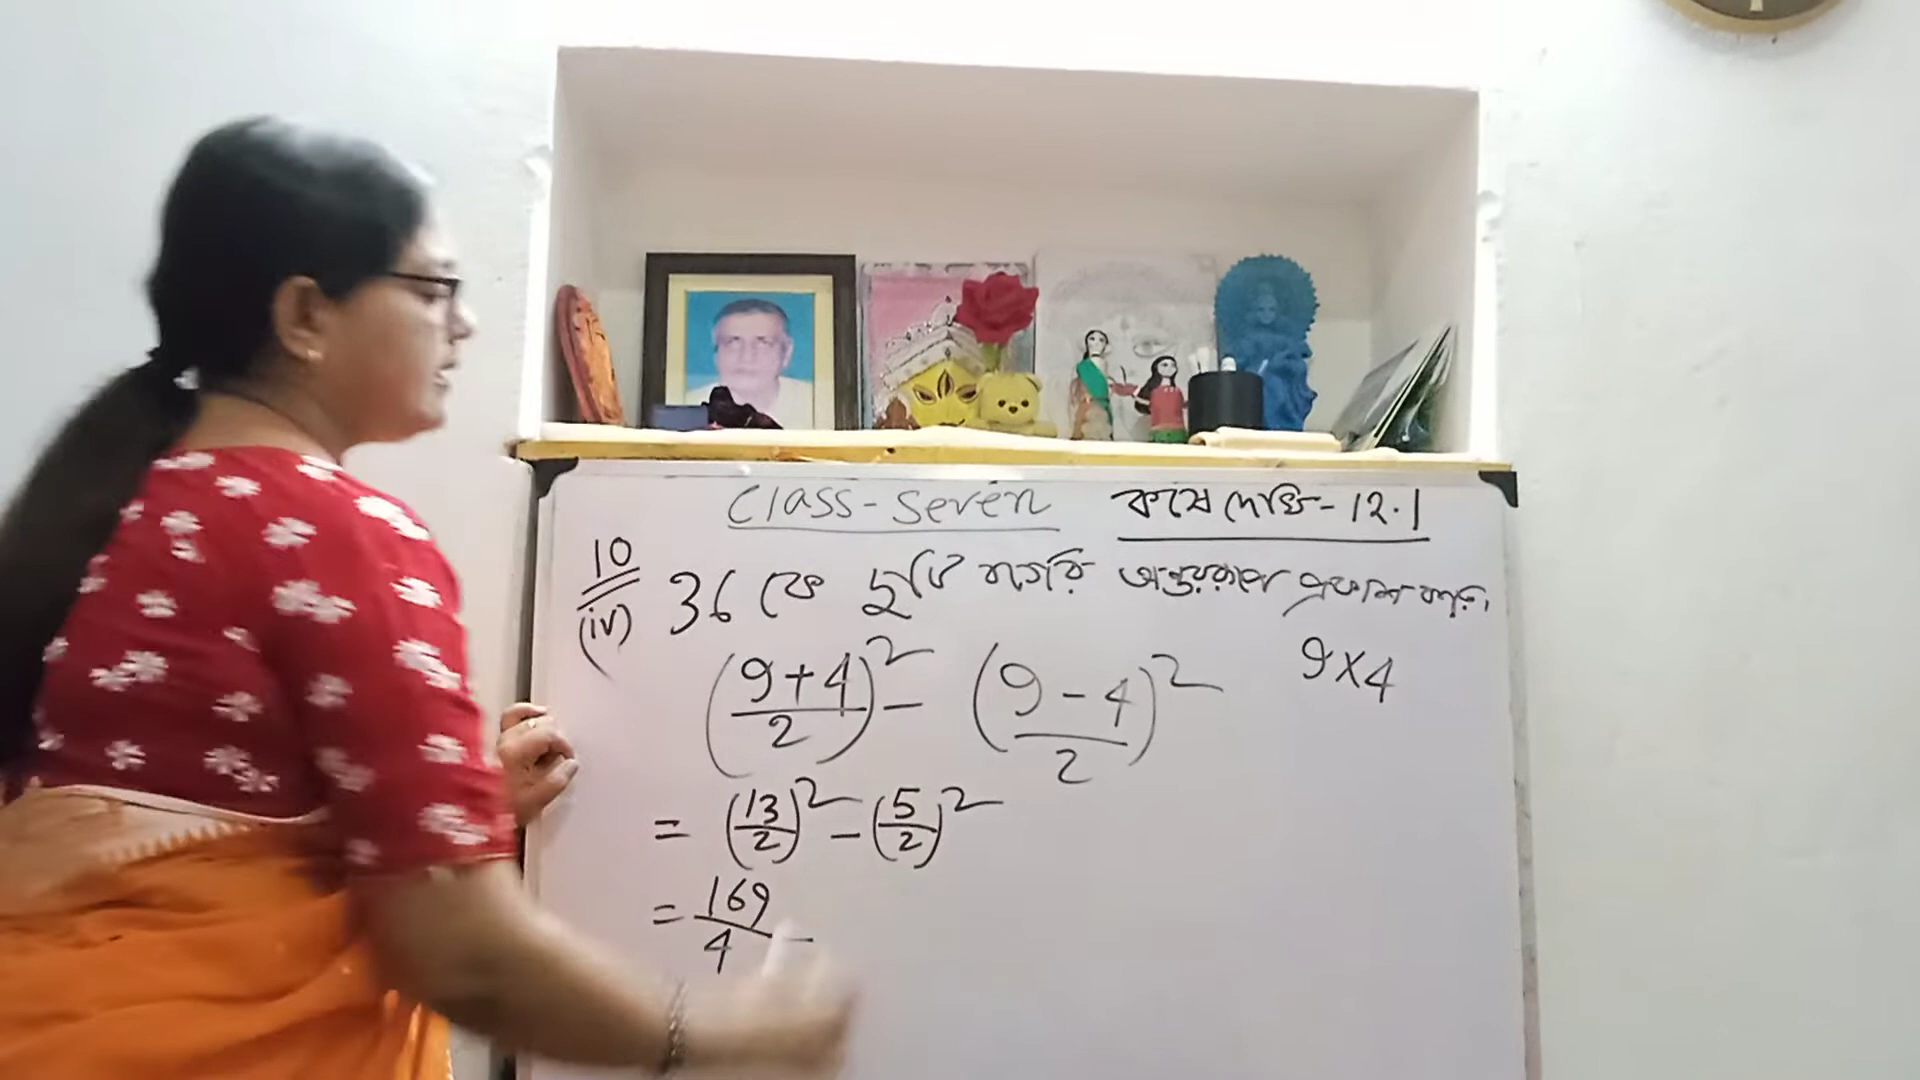 Class-Seven কষে দেখি-12.1
10
(iv) 36 কে দুটি বর্গের অন্তররূপে প্রকাশ করো।
((9+4)/2)² - ((9-4)/2)² 9×4
= (13/2)² - (5/2)²
= 169/4 -